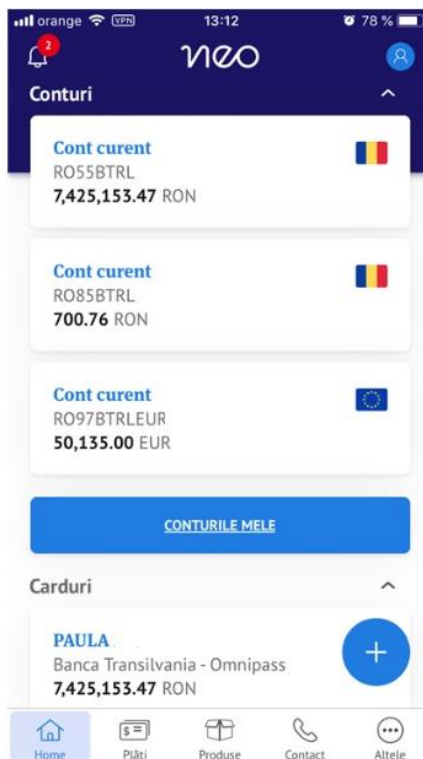 orange VPN 13:12 78 %
2
neo
Conturi
Cont curent
RO55BTRL
7,425,153.47 RON
Cont curent
RO85BTRL
700.76 RON
Cont curent
RO97BTRLEUR
50,135.00 EUR
CONTURILE MELE
Carduri
PAULA
Banca Transilvania - Omnipass
7,425,153.47 RON
Home Plăți Produse Contact Altele